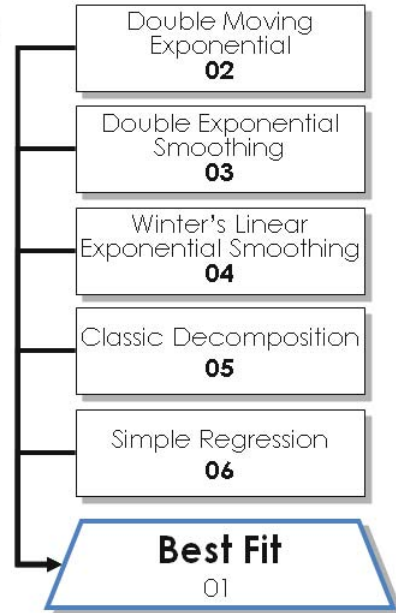 Double Moving
Exponential
02
Double Exponential
Smoothing
03
Winter's Linear
Exponential Smoothing
04
Classic Decomposition
05
Simple Regression
06
Best Fit
01